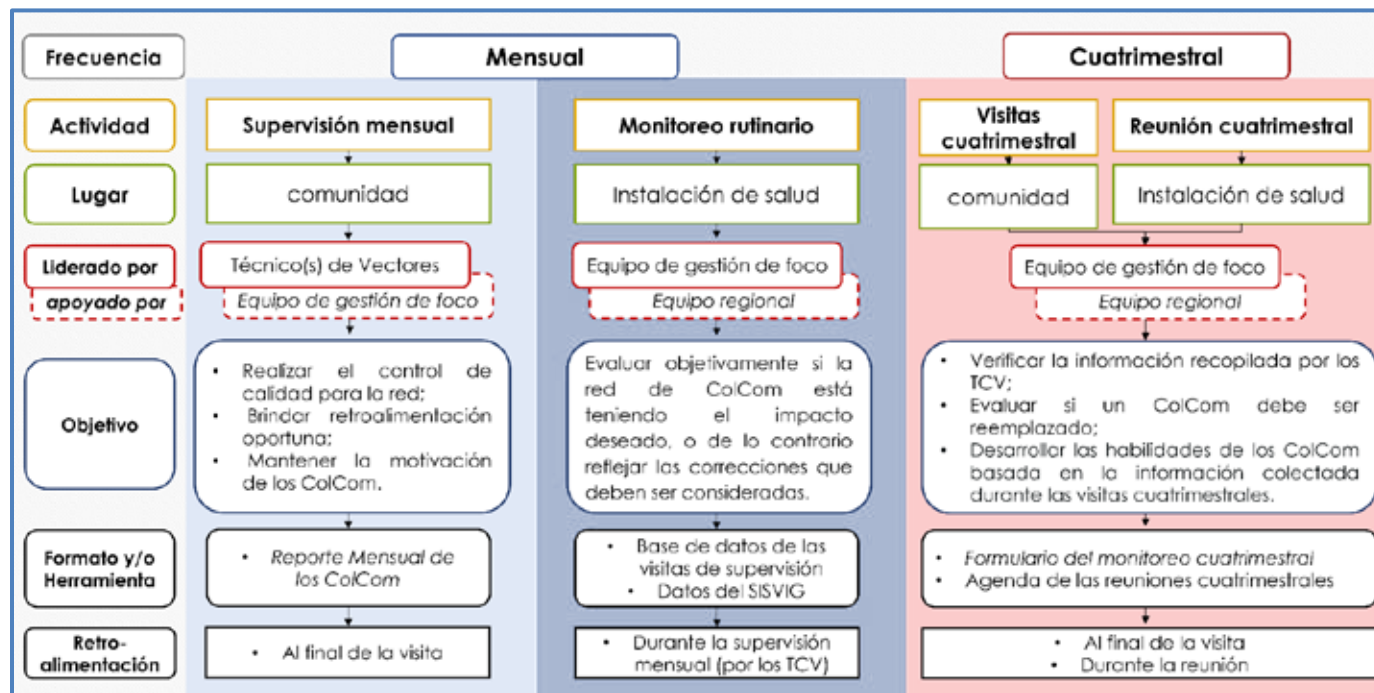 Frecuencia
Mensual
Cuatrimestral
Actividad
Supervisión mensual
Monitoreo rutinario
Visitas
cuatrimestral
Reunión cuatrimestral
Lugar
comunidad
Instalación de salud
comunidad
Instalación de salud
Liderado por
apoyado por
Técnico(s) de Vectores
Equipo de gestión de foco
Equipo de gestión de foco
Equipo regional
Equipo de gestión de foco
Equipo regional
Objetivo
• Realizar el control de
calidad para la red;
• Brindar retroalimentación
oportuna;
• Mantener la motivación
de los ColCom.
Evaluar objetivamente si la
red de ColCom está
teniendo el impacto
deseado, o de lo contrario
reflejar las correcciones que
deben ser consideradas.
• Verificar la información recopilada por los
TCV;
• Evaluar si un ColCom debe ser
reemplazado;
• Desarrollar las habilidades de los ColCom
basada en la información colectada
durante las visitas cuatrimestrales.
Formato y/o
Herramienta
• Reporte Mensual de
los ColCom
• Base de datos de las
visitas de supervisión
• Datos del SISVIG
• Formulario del monitoreo cuatrimestral
• Agenda de las reuniones cuatrimestrales
Retro-
alimentación
• Al final de la visita
• Durante la supervisión
mensual (por los TCV)
• Al final de la visita
• Durante la reunión